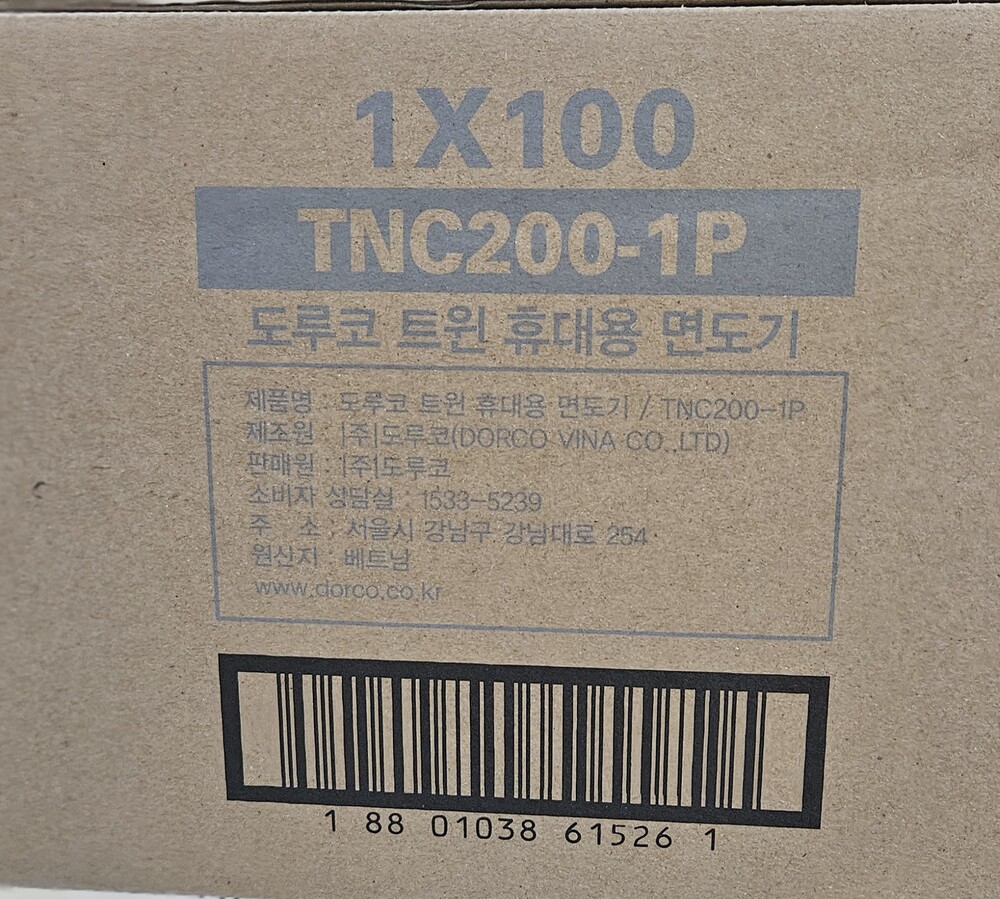 1X100
TNC200-1P
도루코 트윈 휴대용 면도기
제품명 : 도루코 트윈 휴대용 면도기 / TNC200-1P
제조원 : |주|도루코(DORCO VINA CO.,LTD)
판매원 : |주|도루코
소비자 상담실 : 1533-5239
주 소 : 서울시 강남구 강남대로 254
원산지 : 베트남
www.dorco.co.kr
1 88 01038 61526 1